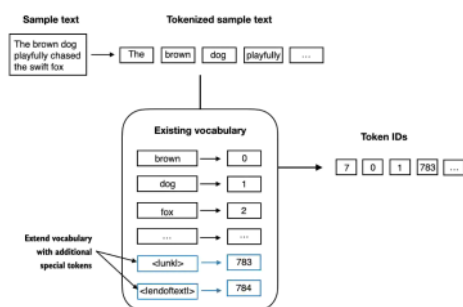 Sample text
Tokenized sample text
The brown dog
playfully chased
the swift fox
The
brown
dog
playfully
...
Existing vocabulary
brown
0
dog
1
fox
2
...
...
<|unk|>
783
<|endoftext|>
784
Extend vocabulary
with additional
special tokens
Token IDs
7
0
1
783
...